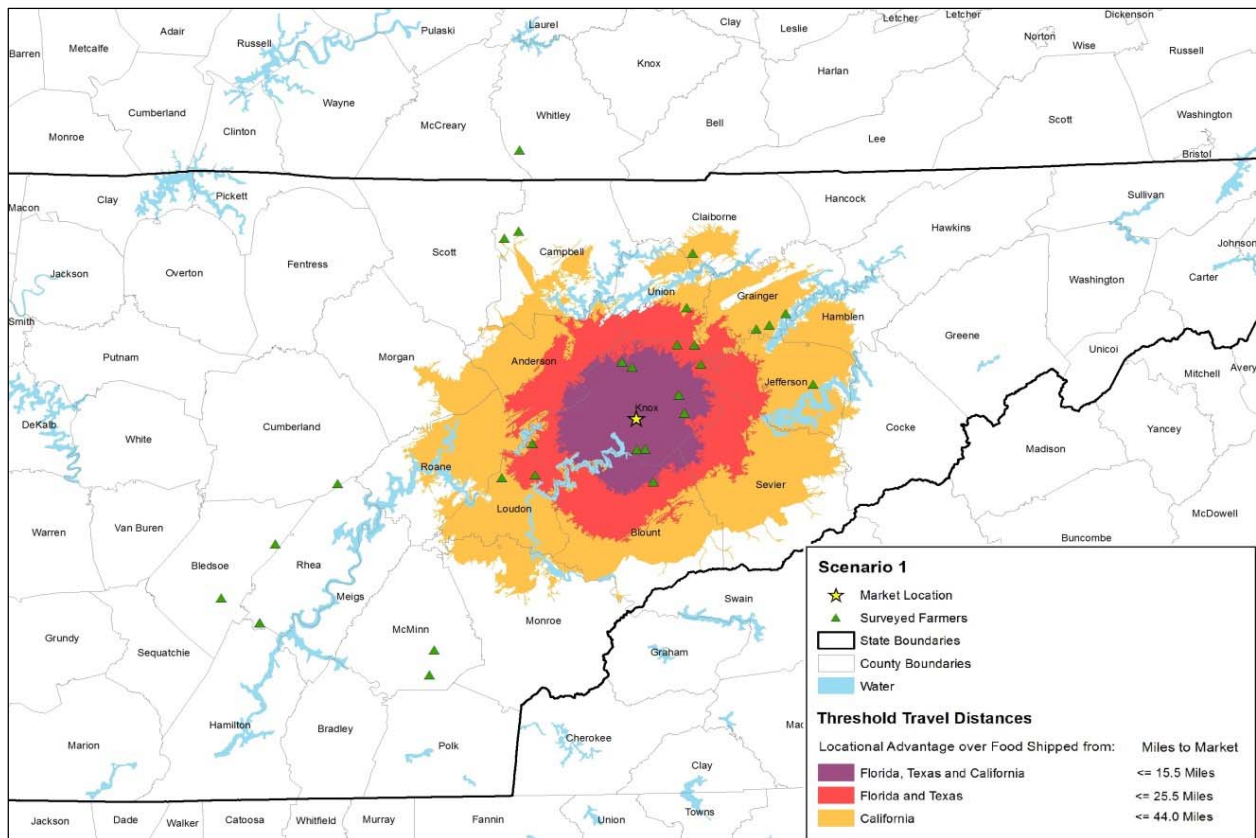 Adair
Russell
Pulaski
Laurel
Clay
Leslie
Letcher
Letcher
Dickenson
Barren
Metcalfe
Norton
Wise
Russell
Knox
Harlan
Cumberland
Wayne
Whitley
McCreary
Bell
Scott
Washington
Monroe
Clinton
Lee
Bristol
Macon
Clay
Pickett
Claiborne
Hancock
Sullivan
Hawkins
Scott
Campbell
Johnson
Jackson
Overton
Fentress
Washington
Carter
Union
Grainger
Smith
Hamblen
Greene
Unicoi
Putnam
Morgan
Anderson
Mitchell
Avery
Jefferson
Knox
DeKalb
White
Cumberland
Cocke
Yancey
Madison
Roane
Sevier
Loudon
McDowell
Warren
Van Buren
Blount
Buncombe
Bledsoe
Rhea
Meigs
Swain
McMinn
Monroe
Grundy
Sequatchie
Graham
Hamilton
Bradley
Cherokee
Marion
Polk
Clay
Jackson
Dade
Walker
Catoosa
Whitfield
Murray
Fannin
Union
Towns
Scenario 1
Market Location
Surveyed Farmers
State Boundaries
County Boundaries
Water
Threshold Travel Distances
Locational Advantage over Food Shipped from: Miles to Market
Florida, Texas and California <= 15.5 Miles
Florida and Texas <= 25.5 Miles
California <= 44.0 Miles